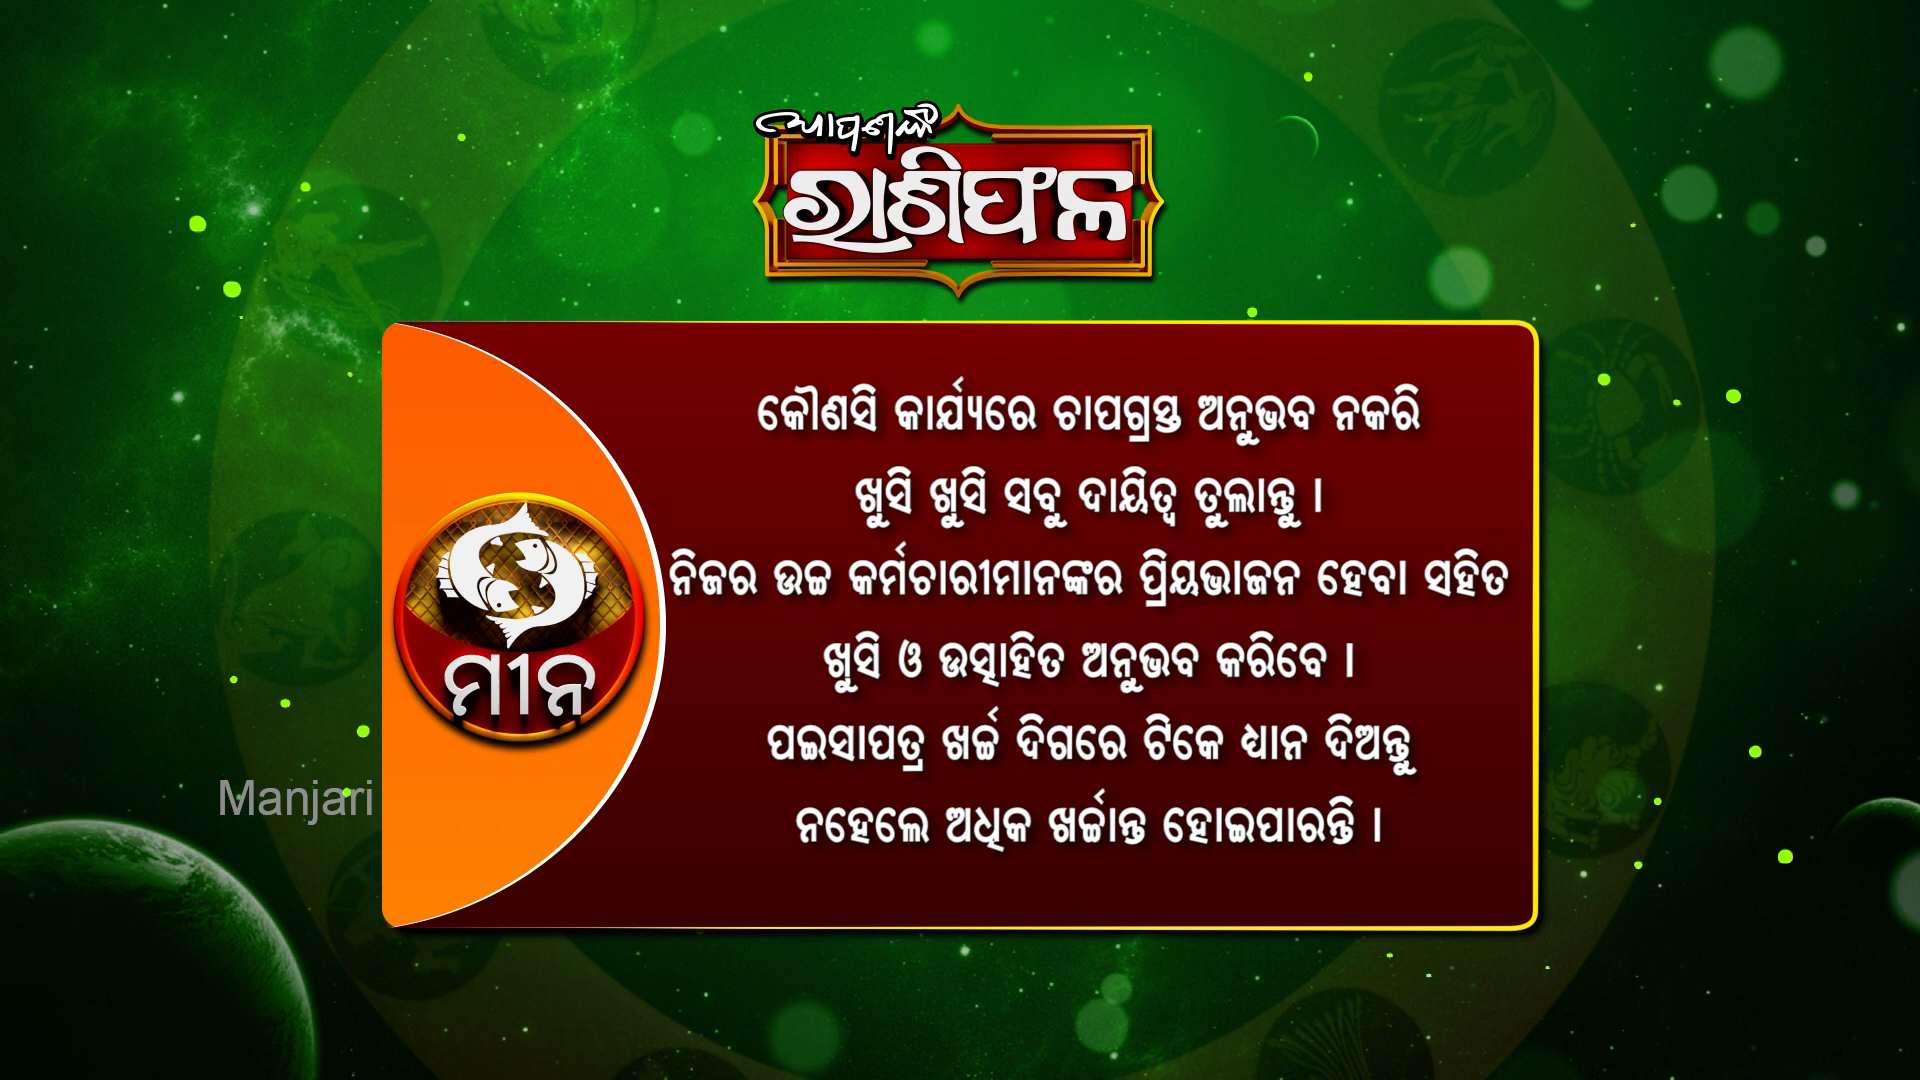 ଆପଣଙ୍କ
ରାଶିଫଳ
କୌଣସି କାର୍ଯ୍ୟରେ ଚାପଗ୍ରସ୍ତ ଅନୁଭବ ନକରି
ଖୁସି ଖୁସି ସବୁ ଦାୟିତ୍ୱ ତୁଲାନ୍ତୁ ।
ନିଜର ଉଚ୍ଚ କର୍ମଚାରୀମାନଙ୍କର ପ୍ରିୟଭାଜନ ହେବା ସହିତ
ଖୁସି ଓ ଉତ୍ସାହିତ ଅନୁଭବ କରିବେ ।
ପଇସାପତ୍ର ଖର୍ଚ୍ଚ ଦିଗରେ ଟିକେ ଧ୍ୟାନ ଦିଅନ୍ତୁ
ନହେଲେ ଅଧିକ ଖର୍ଚ୍ଚାନ୍ତ ହୋଇପାରନ୍ତି ।
ମୀନ
Manjari